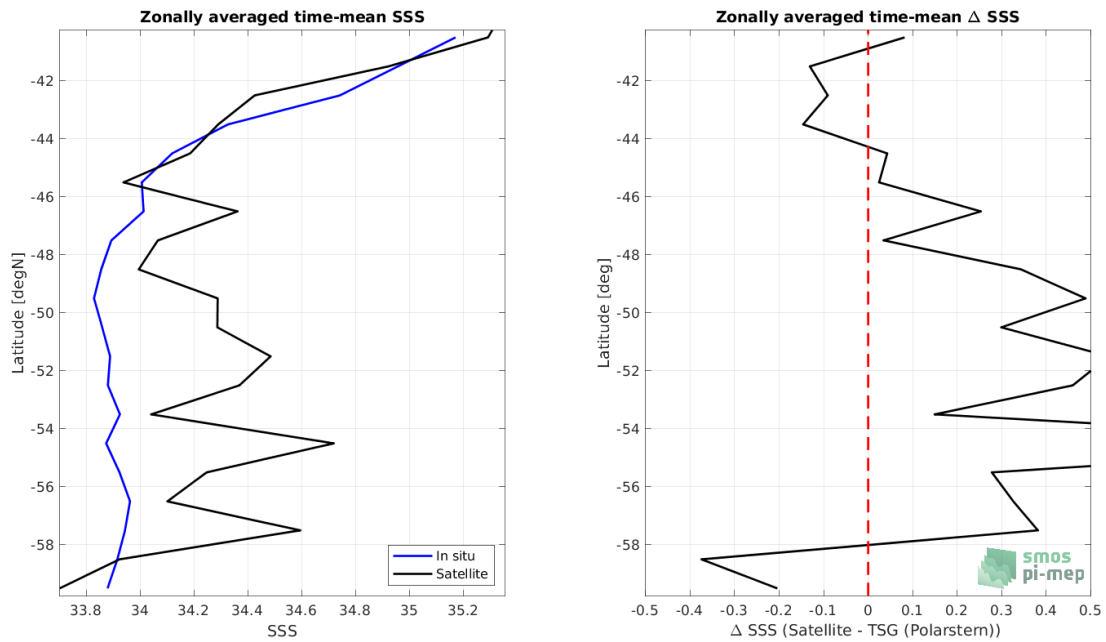 Zonally averaged time-mean SSS
Latitude [degN]
-42
-44
-46
-48
-50
-52
-54
-56
-58
In situ
Satellite
33.8 34 34.2 34.4 34.6 34.8 35 35.2
SSS
Zonally averaged time-mean Δ SSS
Latitude [deg]
-42
-44
-46
-48
-50
-52
-54
-56
-58
smos
pi-mep
-0.5 -0.4 -0.3 -0.2 -0.1 0 0.1 0.2 0.3 0.4 0.5
Δ SSS (Satellite - TSG (Polarstern))